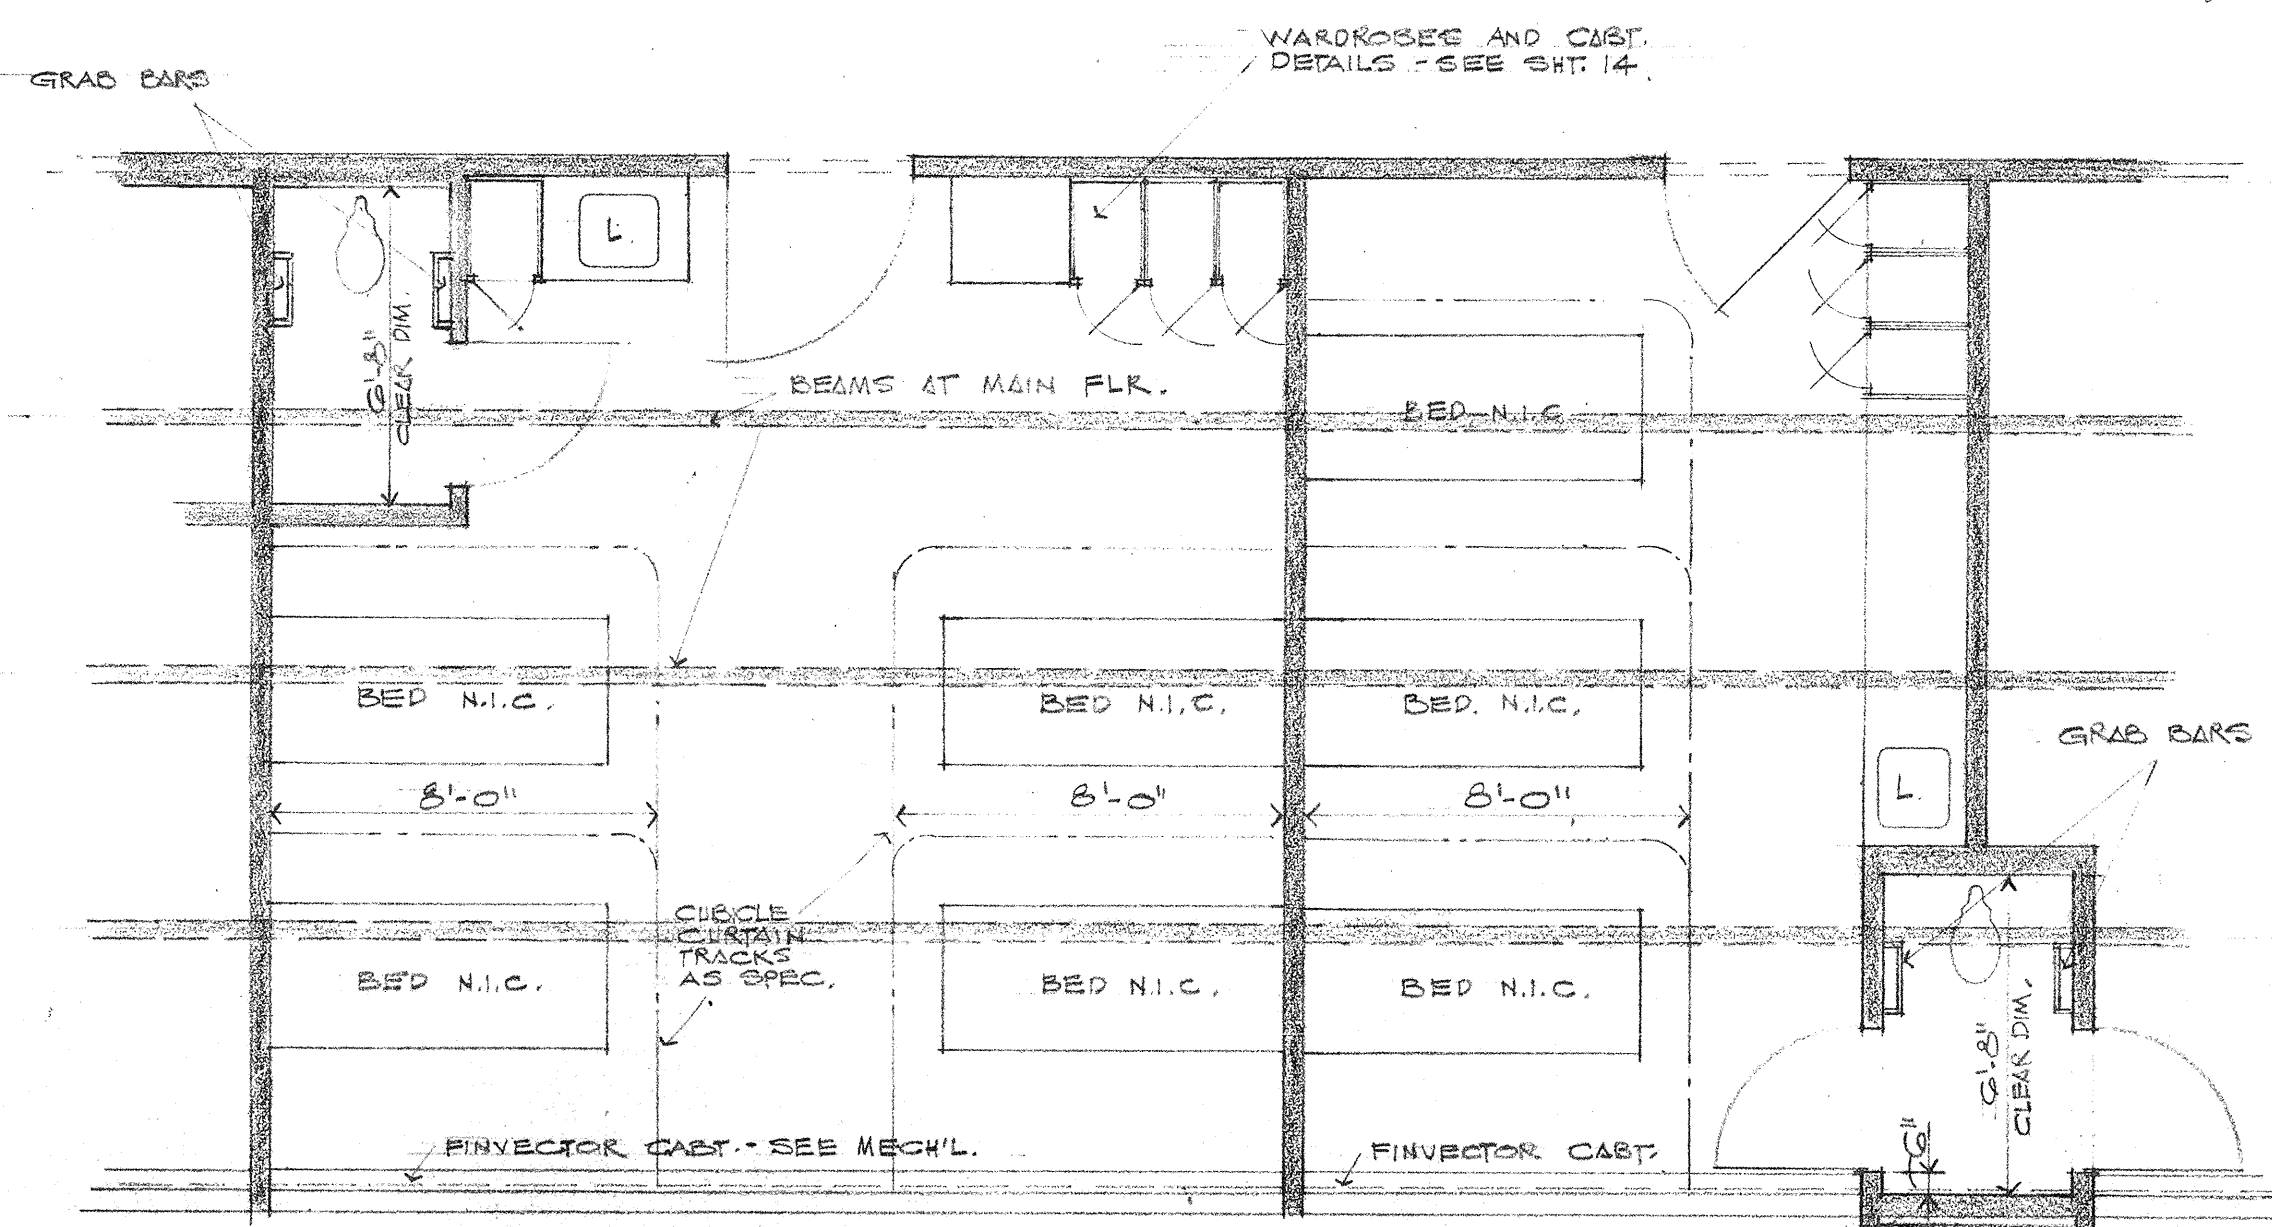 WARDROBES AND CABT.
DETAILS - SEE SHT. 14.
GRAB BARS
L.
6'-8"
CLEAR DIM.
BEAMS AT MAIN FLR.
BED N.I.C
BED N.I.C.
BED N.I.C.
BED. N.I.C.
GRAB BARS
L.
8'-0"
8'-0"
8'-0"
CUBICLE
CURTAIN
TRACKS
AS SPEC.
BED N.I.C.
BED N.I.C.
BED N.I.C.
6'-8"
CLEAR DIM.
6"
FINVECTOR CABT. - SEE MECH'L.
FINVECTOR CABT.